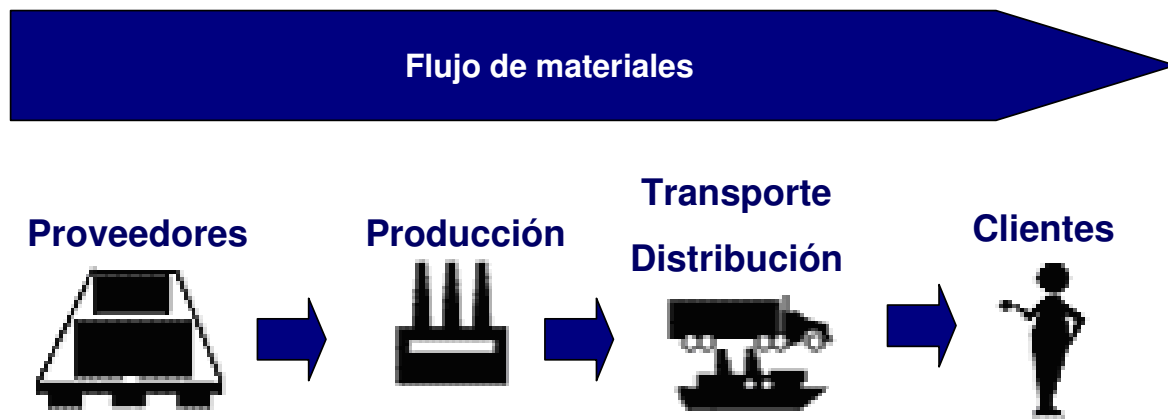 Flujo de materiales
Proveedores
Producción
Transporte
Distribución
Clientes